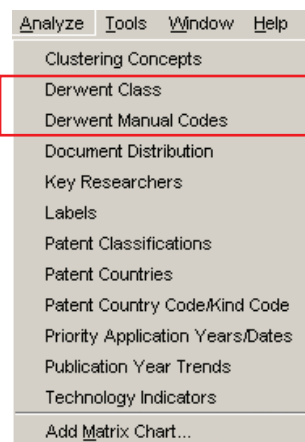 Analyze Tools Window Help
Clustering Concepts
Derwent Class
Derwent Manual Codes
Document Distribution
Key Researchers
Labels
Patent Classifications
Patent Countries
Patent Country Code/Kind Code
Priority Application Years/Dates
Publication Year Trends
Technology Indicators
Add Matrix Chart...